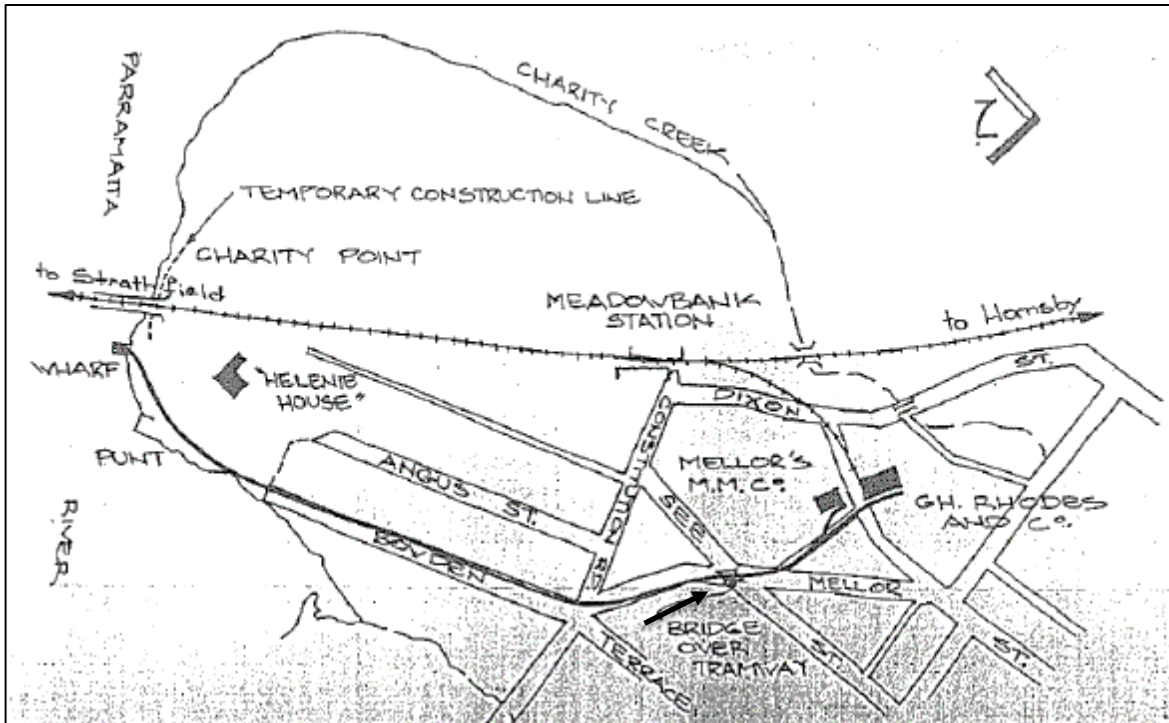 PARRAMATTA
CHARITY CREEK
N.
TEMPORARY CONSTRUCTION LINE
CHARITY POINT
to Strathfield
MEADOWBANK
STATION
to Hornsby
WHARF
"HELENIE
HOUSE"
DIXON
ST.
CONSTITUTION RD
PUNT
ANGUS ST.
MELLOR'S
M.M. Co.
SEE
GH. RHODES
AND Co.
RIVER
BOWDEN
MELLOR
ST.
BRIDGE
OVER
TRAMWAY
ST.
TERRACE